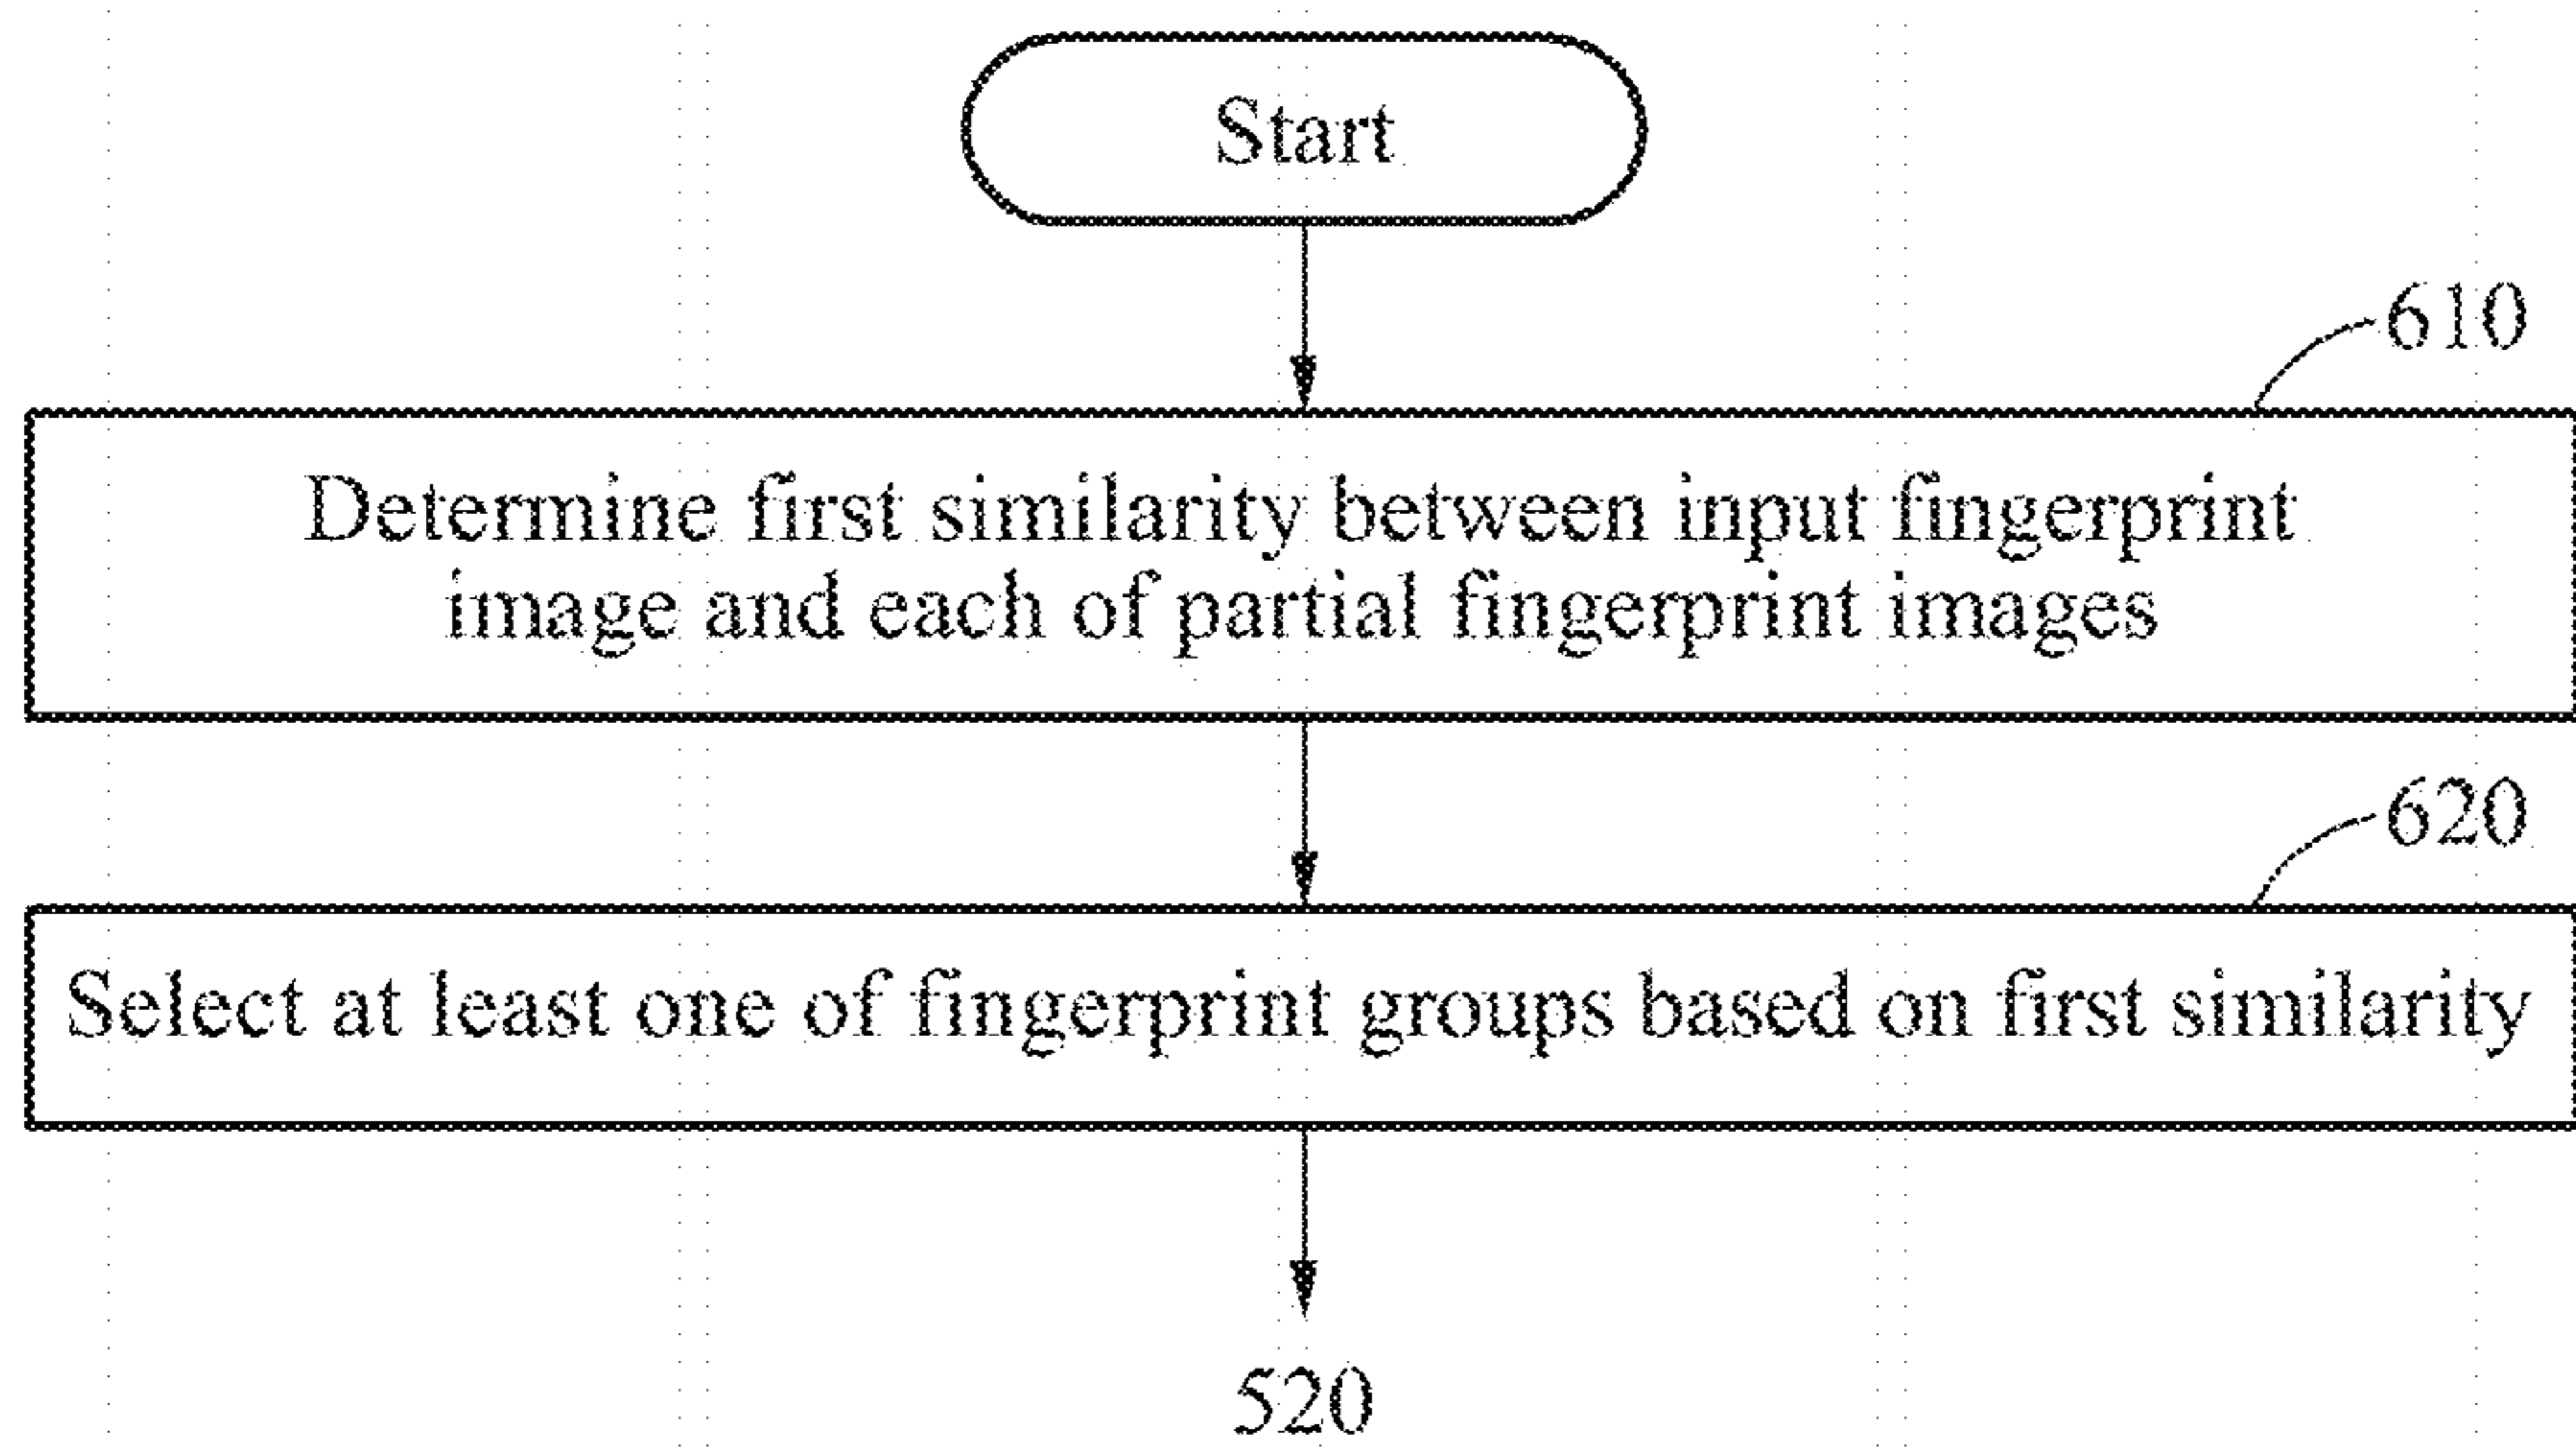 Start
610
Determine first similarity between input fingerprint
image and each of partial fingerprint images
620
Select at least one of fingerprint groups based on first similarity
520